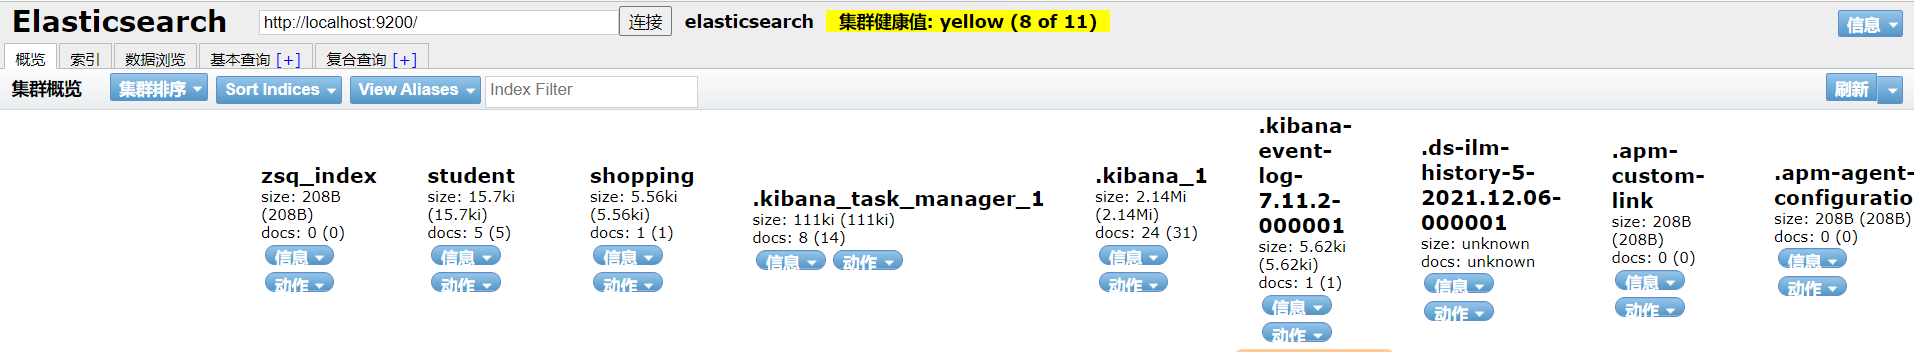 Elasticsearch http://localhost:9200/ 连接 elasticsearch 集群健康值: yellow (8 of 11) 信息
概览 索引 数据浏览 基本查询 [+] 复合查询 [+]
集群概览 集群排序 Sort Indices View Aliases Index Filter 刷新
zsq_index
size: 208B
(208B)
docs: 0 (0)
信息
动作
student
size: 15.7ki
(15.7ki)
docs: 5 (5)
信息
动作
shopping
size: 5.56ki
(5.56ki)
docs: 1 (1)
信息
动作
.kibana_task_manager_1
size: 111ki (111ki)
docs: 8 (14)
信息 动作
.kibana_1
size: 2.14Mi
(2.14Mi)
docs: 24 (31)
信息
动作
.kibana-
event-
log-
7.11.2-
000001
size: 5.62ki
(5.62ki)
docs: 1 (1)
信息
动作
.ds-ilm-
history-5-
2021.12.06-
000001
size: unknown
docs: unknown
信息
动作
.apm-
custom-
link
size: 208B
(208B)
docs: 0 (0)
信息
动作
.apm-agent-
configuratio
size: 208B (208B)
docs: 0 (0)
信息
动作